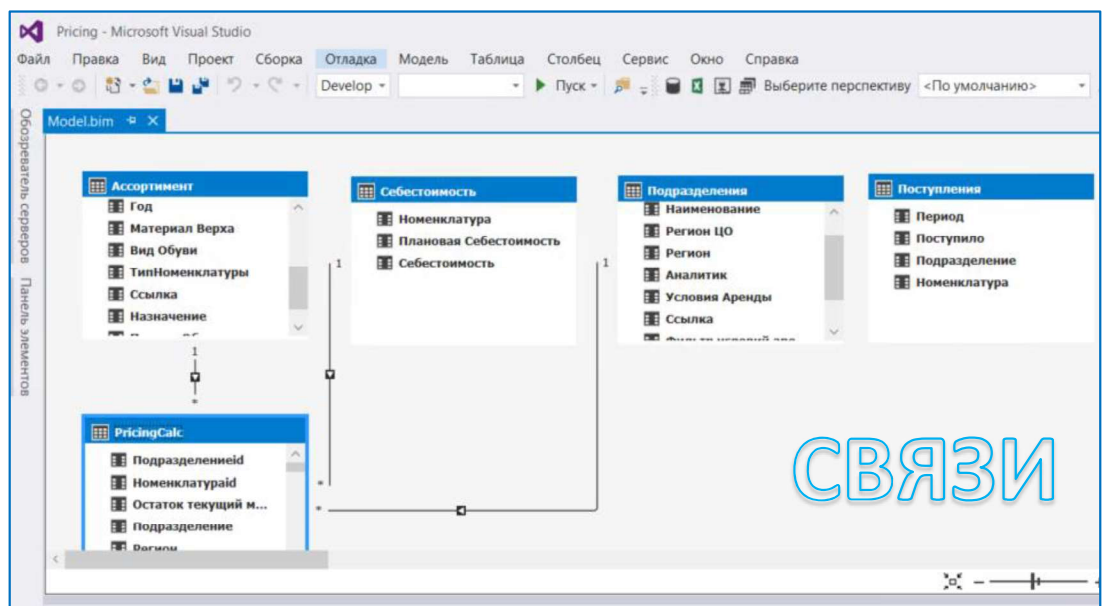 Pricing - Microsoft Visual Studio
Файл Правка Вид Проект Сборка Отладка Модель Таблица Столбец Сервис Окно Справка
Develop Пуск Выберите перспективу <По умолчанию>
Обозреватель серверов
Панель элементов
Model.bim
Ассортимент
Год
Материал Верха
Вид Обуви
ТипНоменклатуры
Ссылка
Назначение
1
*
Себестоимость
Номенклатура
Плановая Себестоимость
Себестоимость
1
*
Подразделения
Наименование
Регион ЦО
Регион
Аналитик
Условия Аренды
Ссылка
1
*
Поступления
Период
Поступило
Подразделение
Номенклатура
PricingCalc
Подразделениеid
Номенклатураid
Остаток текущий м...
Подразделение
Регион
СВЯЗИ